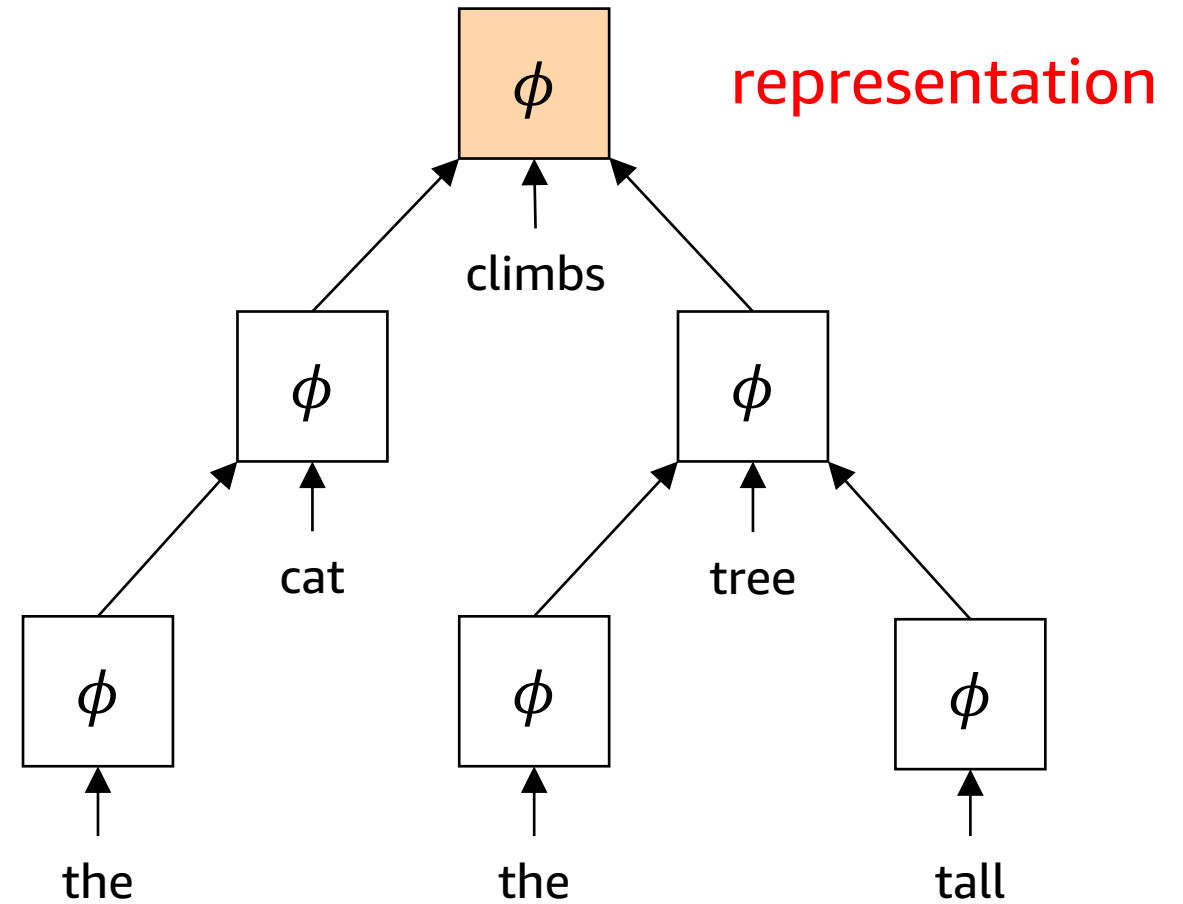 ϕ
representation
climbs
ϕ
ϕ
cat
tree
ϕ
ϕ
ϕ
the
the
tall